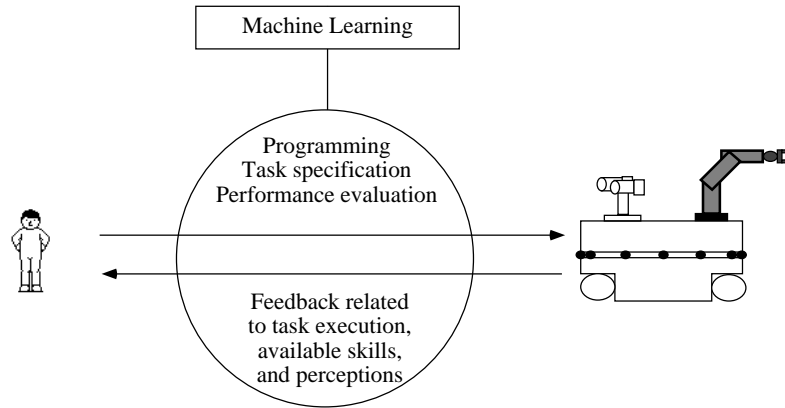 Machine Learning
Programming
Task specification
Performance evaluation
Feedback related
to task execution,
available skills,
and perceptions